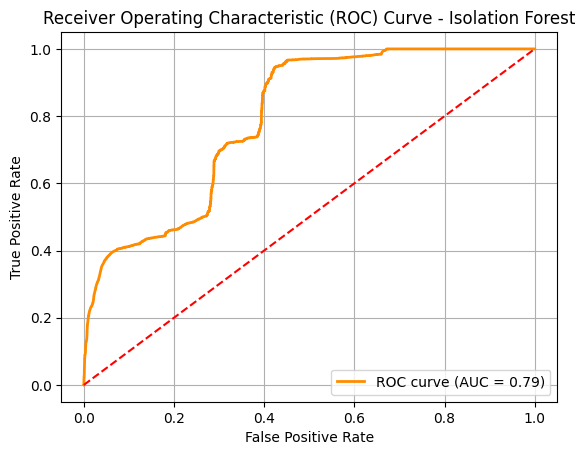 Receiver Operating Characteristic (ROC) Curve - Isolation Forest
1.0
0.8
0.6
0.4
0.2
0.0
True Positive Rate
ROC curve (AUC = 0.79)
0.0 0.2 0.4 0.6 0.8 1.0
False Positive Rate